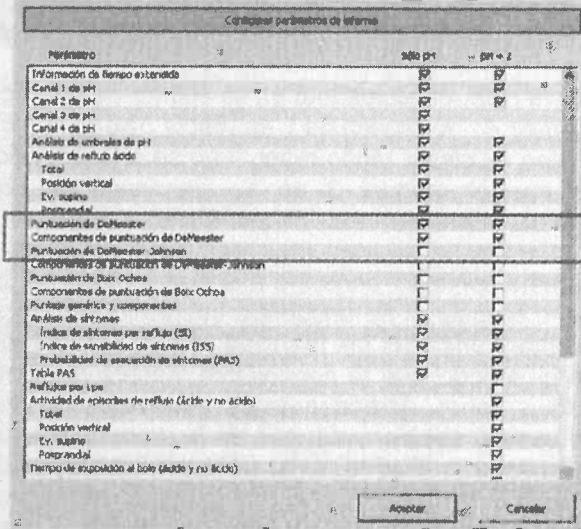 Configurar parámetros de informe
Parámetro sólo pH pH + Z
Información de tiempo extendida
Canal 1 de pH
Canal 2 de pH
Canal 3 de pH
Canal 4 de pH
Análisis de umbrales de pH
Análisis de reflujo ácido
Total
Posición vertical
Ev. supino
Posprandial
Puntuación de DeMeester
Componentes de puntuación de DeMeester
Puntuación de DeMeester-Johnson
Componentes de puntuación de DeMeester-Johnson
Puntuación de Boix Ochoa
Componentes de puntuación de Boix Ochoa
Puntaje genérico y componentes
Análisis de síntomas
Índice de síntomas por reflujo (SI)
Índice de sensibilidad de síntomas (ISS)
Probabilidad de asociación de síntomas (PAS)
Tabla PAS
Reflujos por
Actividad de episodios de reflujo (ácido y no ácido)
Total
Posición vertical
Ev. supino
Posprandial
Tiempo de exposición al bolo (ácido y no ácido)
Aceptar Cancelar